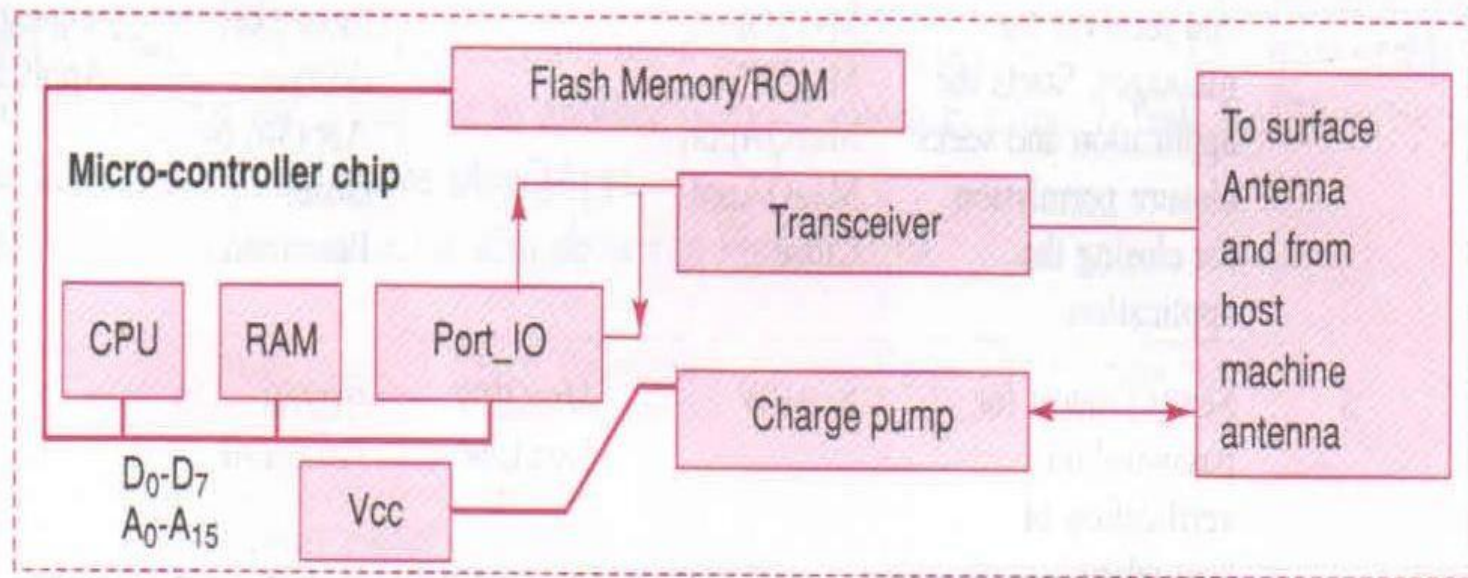 Flash Memory/ROM
Micro-controller chip
CPU
RAM
Port_IO
Transceiver
Charge pump
Vcc
D₀-D₇
A₀-A₁₅
To surface
Antenna
and from
host
machine
antenna